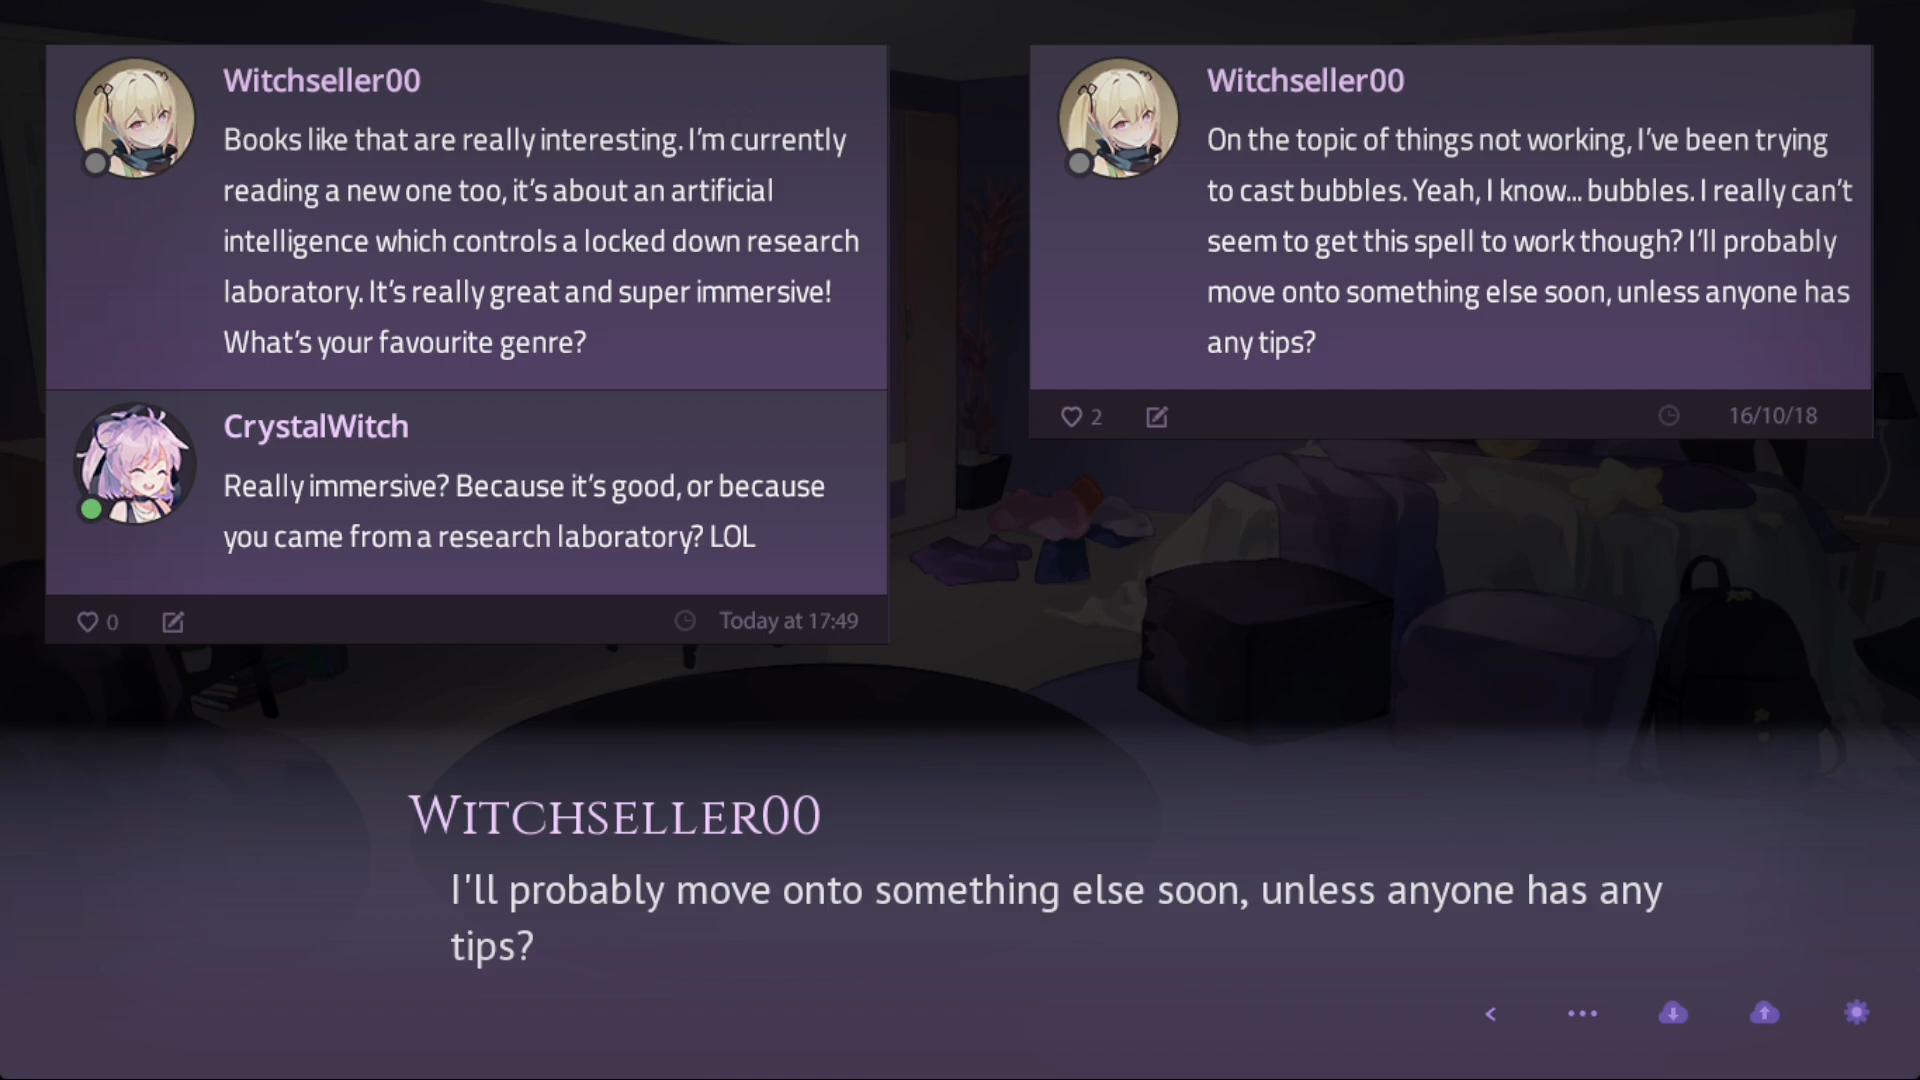 Witchseller00
Books like that are really interesting. I’m currently
reading a new one too, it’s about an artificial
intelligence which controls a locked down research
laboratory. It’s really great and super immersive!
What’s your favourite genre?
CrystalWitch
Really immersive? Because it’s good, or because
you came from a research laboratory? LOL
0
Today at 17:49
Witchseller00
On the topic of things not working, I’ve been trying
to cast bubbles. Yeah, I know... bubbles. I really can’t
seem to get this spell to work though? I’ll probably
move onto something else soon, unless anyone has
any tips?
2
16/10/18
Witchseller00
I'll probably move onto something else soon, unless anyone has any
tips?